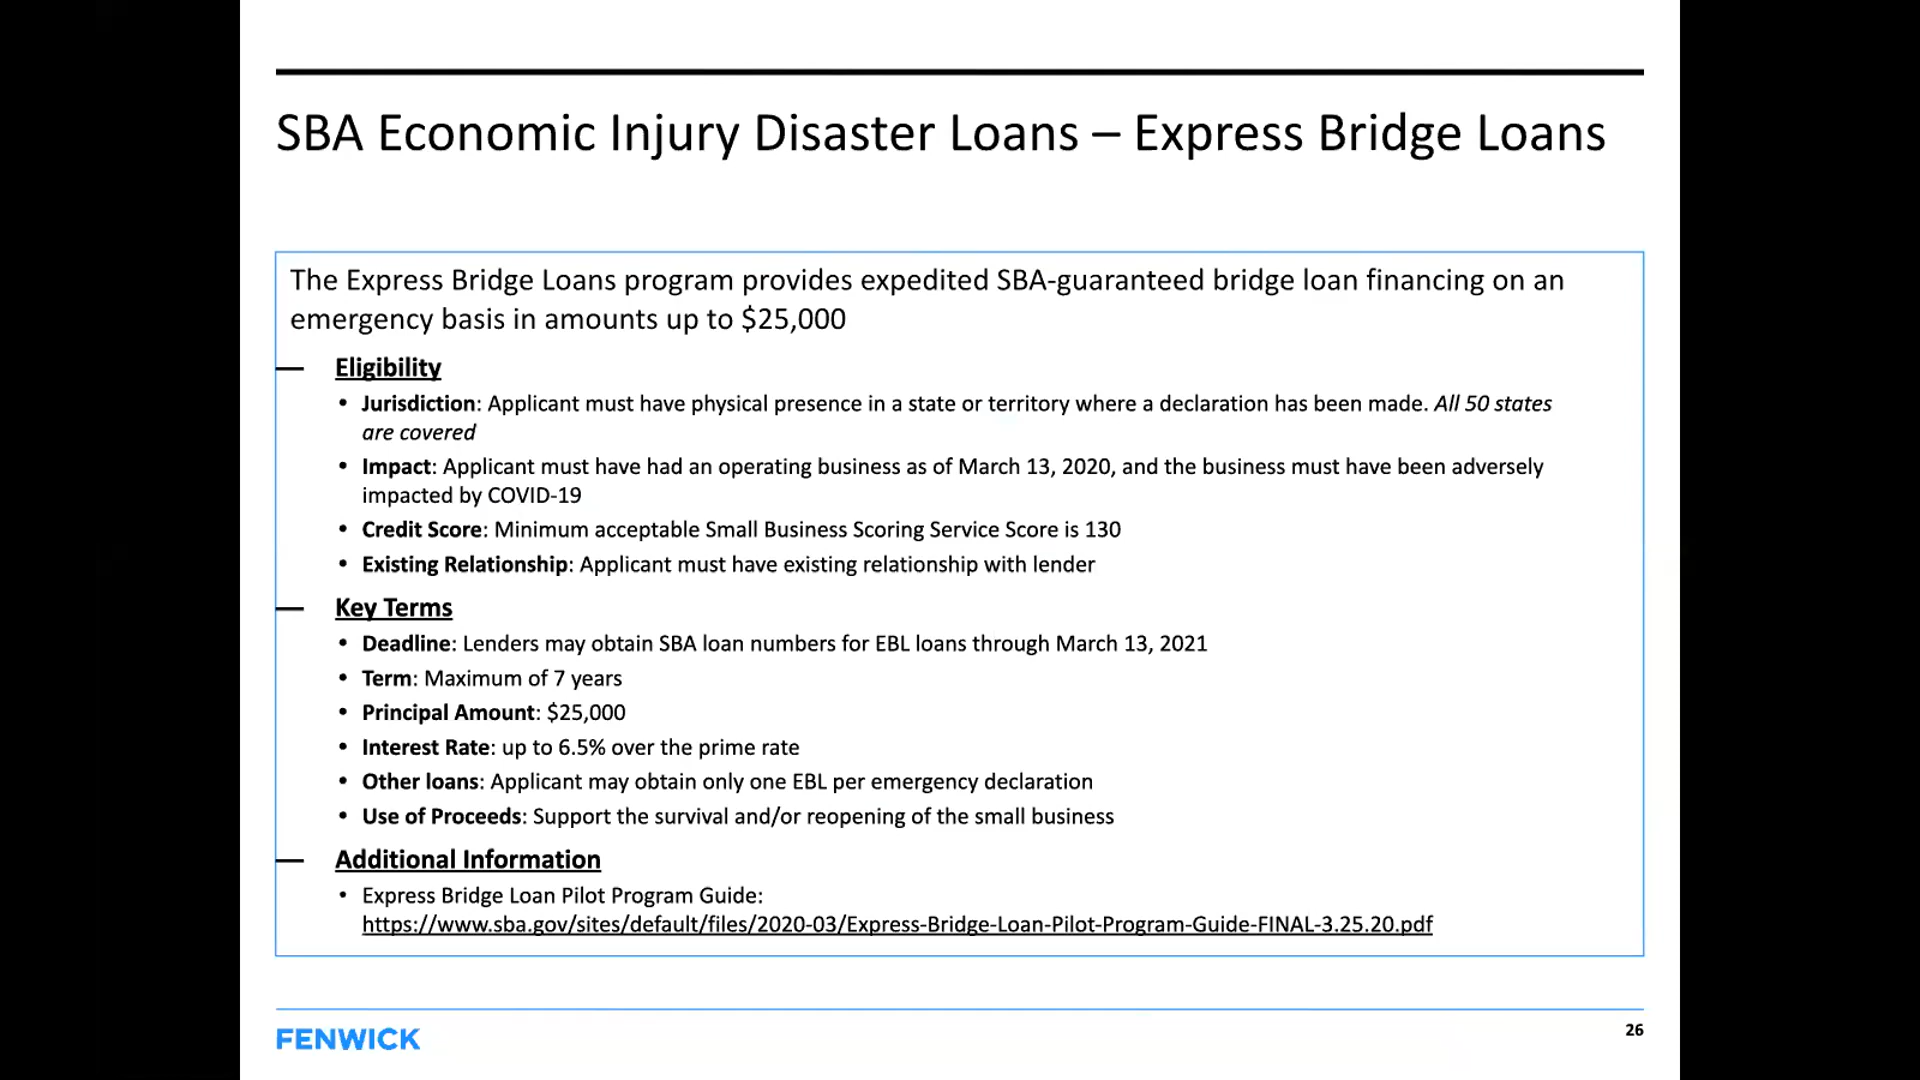 SBA Economic Injury Disaster Loans – Express Bridge Loans
The Express Bridge Loans program provides expedited SBA-guaranteed bridge loan financing on an
emergency basis in amounts up to $25,000
— Eligibility
• Jurisdiction: Applicant must have physical presence in a state or territory where a declaration has been made. All 50 states
are covered
• Impact: Applicant must have had an operating business as of March 13, 2020, and the business must have been adversely
impacted by COVID-19
• Credit Score: Minimum acceptable Small Business Scoring Service Score is 130
• Existing Relationship: Applicant must have existing relationship with lender
— Key Terms
• Deadline: Lenders may obtain SBA loan numbers for EBL loans through March 13, 2021
• Term: Maximum of 7 years
• Principal Amount: $25,000
• Interest Rate: up to 6.5% over the prime rate
• Other loans: Applicant may obtain only one EBL per emergency declaration
• Use of Proceeds: Support the survival and/or reopening of the small business
— Additional Information
• Express Bridge Loan Pilot Program Guide:
https://www.sba.gov/sites/default/files/2020-03/Express-Bridge-Loan-Pilot-Program-Guide-FINAL-3.25.20.pdf
FENWICK
26